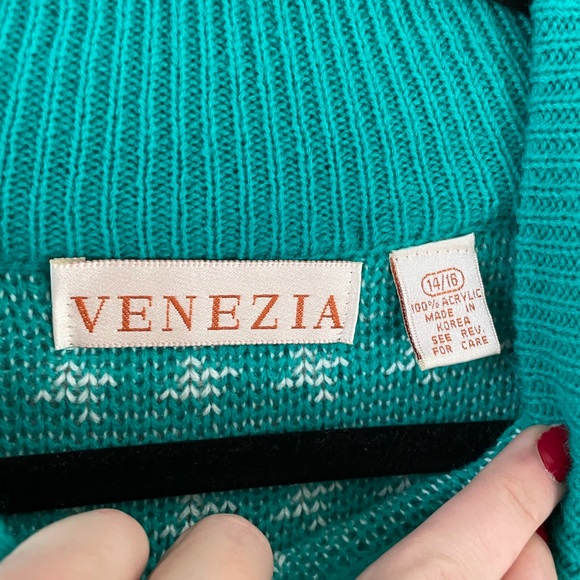 VENEZIA
14/16
100% ACRYLIC
MADE IN
KOREA
SEE REV.
FOR CARE